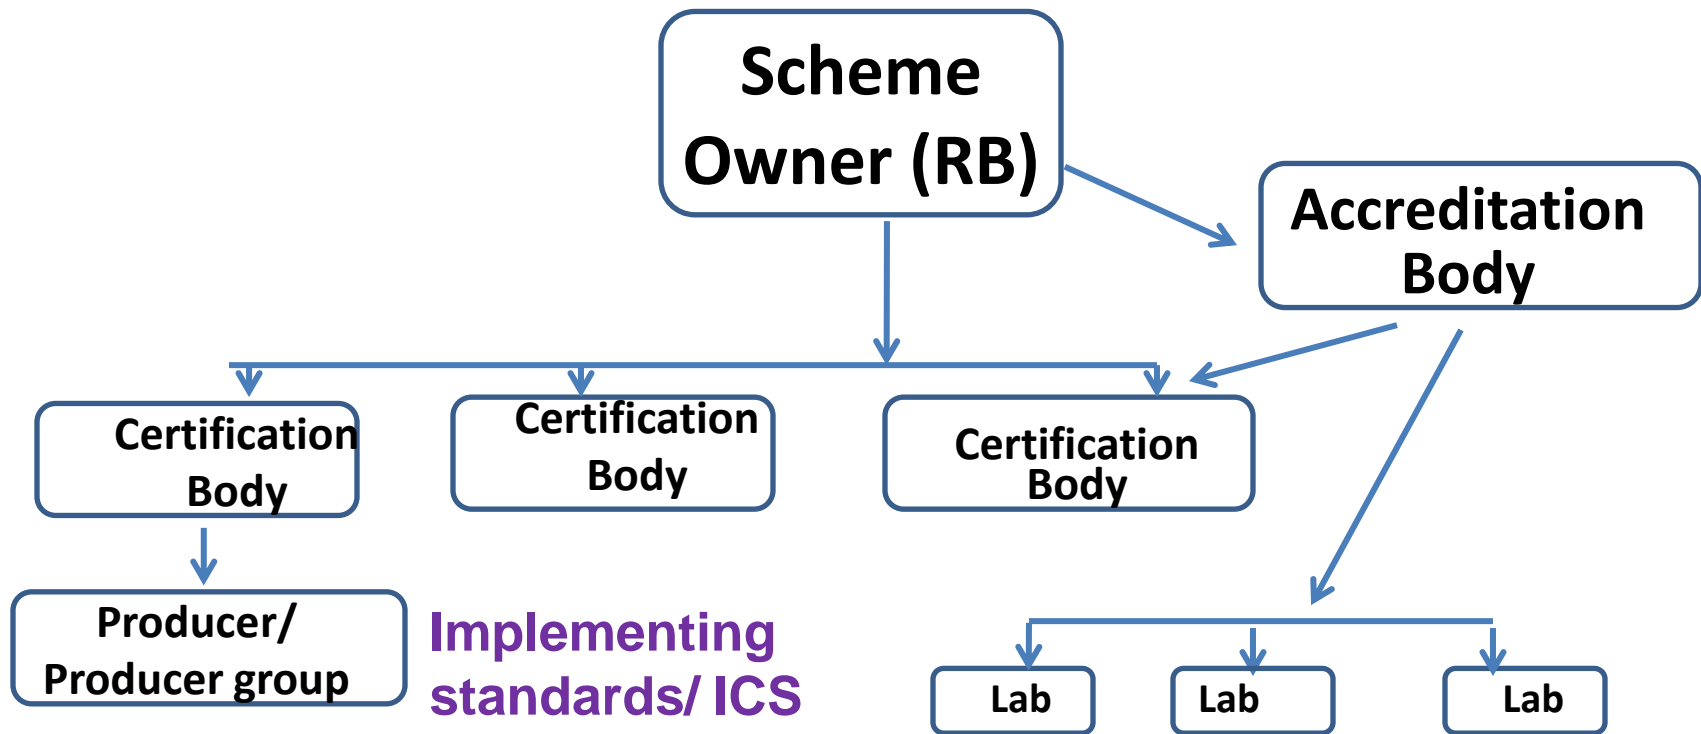 Scheme
Owner (RB)
Accreditation
Body
Certification
Body
Certification
Body
Certification
Body
Producer/
Producer group
Implementing
standards/ ICS
Lab
Lab
Lab